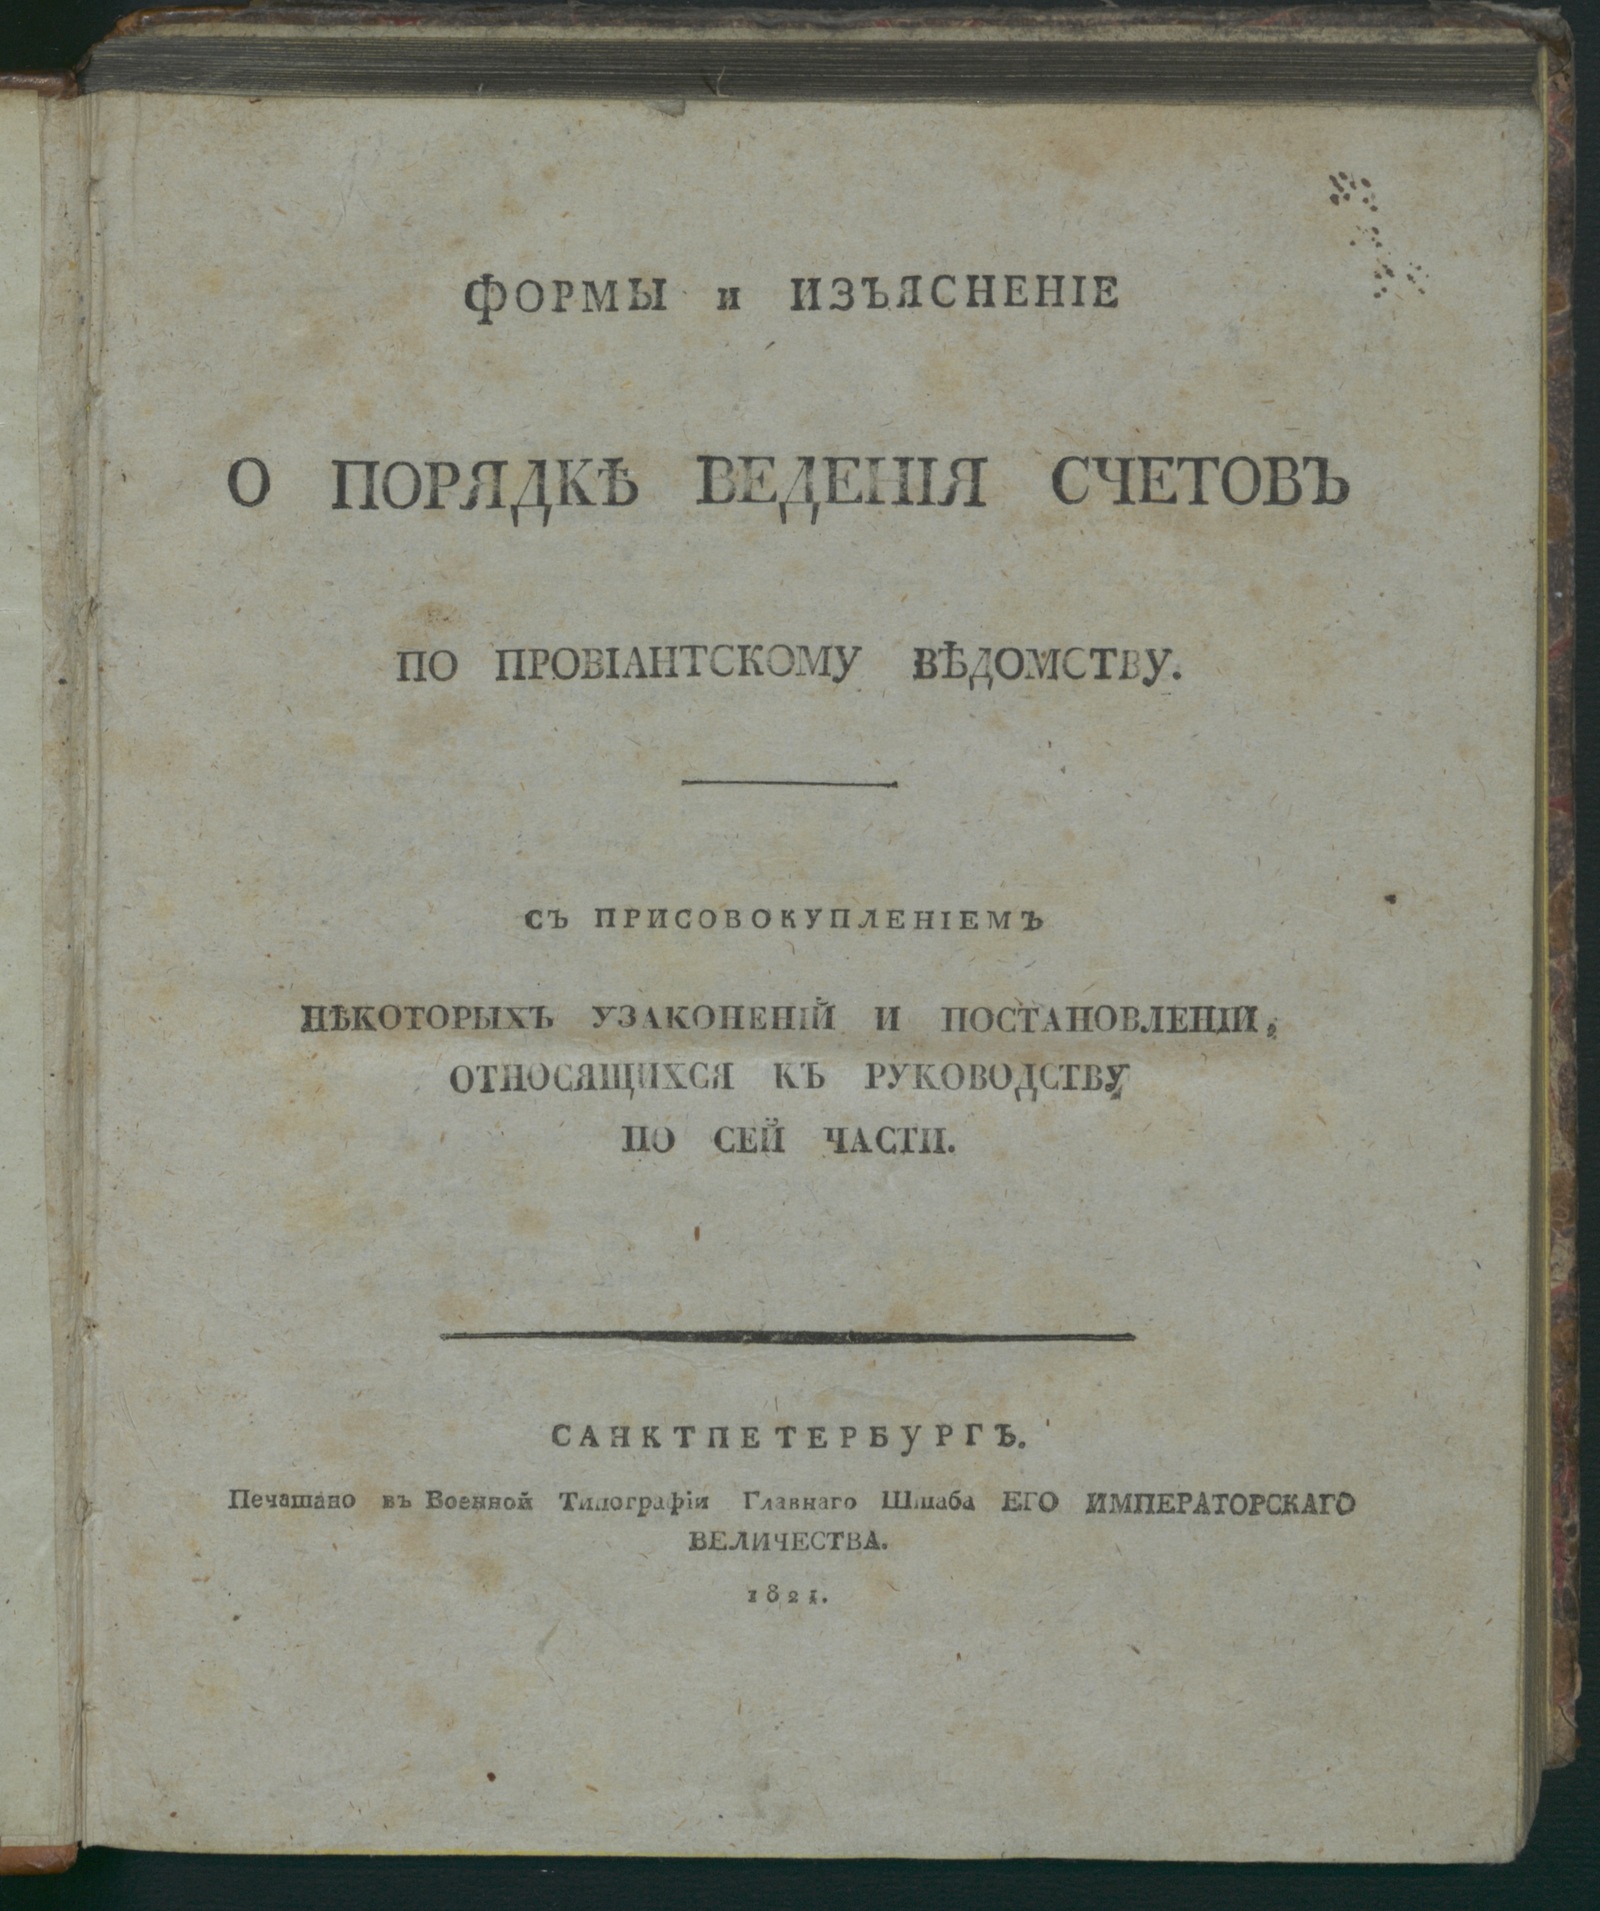 ФОРМЫ и ИЗЪЯСНЕНІЕ
О ПОРЯДКѢ ВЕДЕНІЯ СЧЕТОВЪ
ПО ПРОВІАНТСКОМУ ВѢДОМСТВУ.
СЪ ПРИСОВОКУПЛЕНІЕМЪ
НѢКОТОРЫХЪ УЗАКОНЕНІЙ И ПОСТАНОВЛЕНІИ,
ОТНОСЯЩИХСЯ КЪ РУКОВОДСТВУ
ПО СЕЙ ЧАСТИ.
САНКТПЕТЕРБУРГЪ.
Печатано въ Военной Типографіи Главнаго Штаба ЕГО ИМПЕРАТОРСКАГО
ВЕЛИЧЕСТВА.
1821.